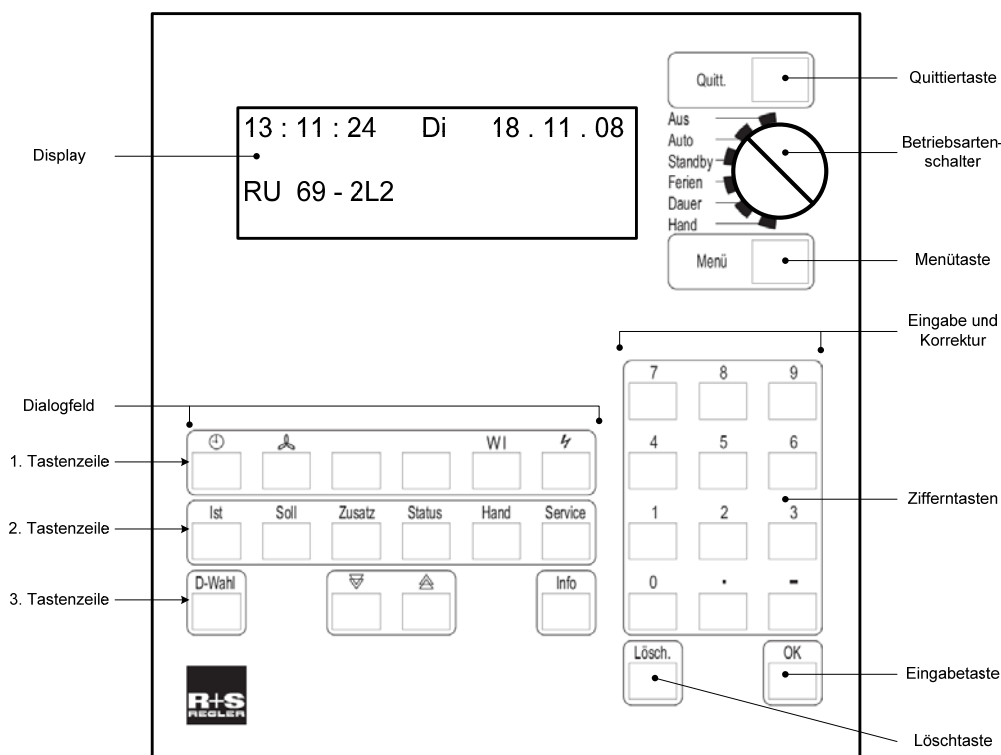 Quitt.
Quittiertaste
13 : 11 : 24 Di 18 . 11 . 08
RU 69 - 2L2
Display
Aus
Auto
Standby
Ferien
Dauer
Hand
Betriebsarten-
schalter
Menü
Menütaste
Eingabe und
Korrektur
7 8 9
4 5 6
1 2 3
0 . -
Zifferntasten
Dialogfeld
1. Tastenzeile
WI
2. Tastenzeile
Ist Soll Zusatz Status Hand Service
3. Tastenzeile
D-Wahl
Info
Lösch.
OK
Eingabetaste
Löschtaste
R+S
REGLER